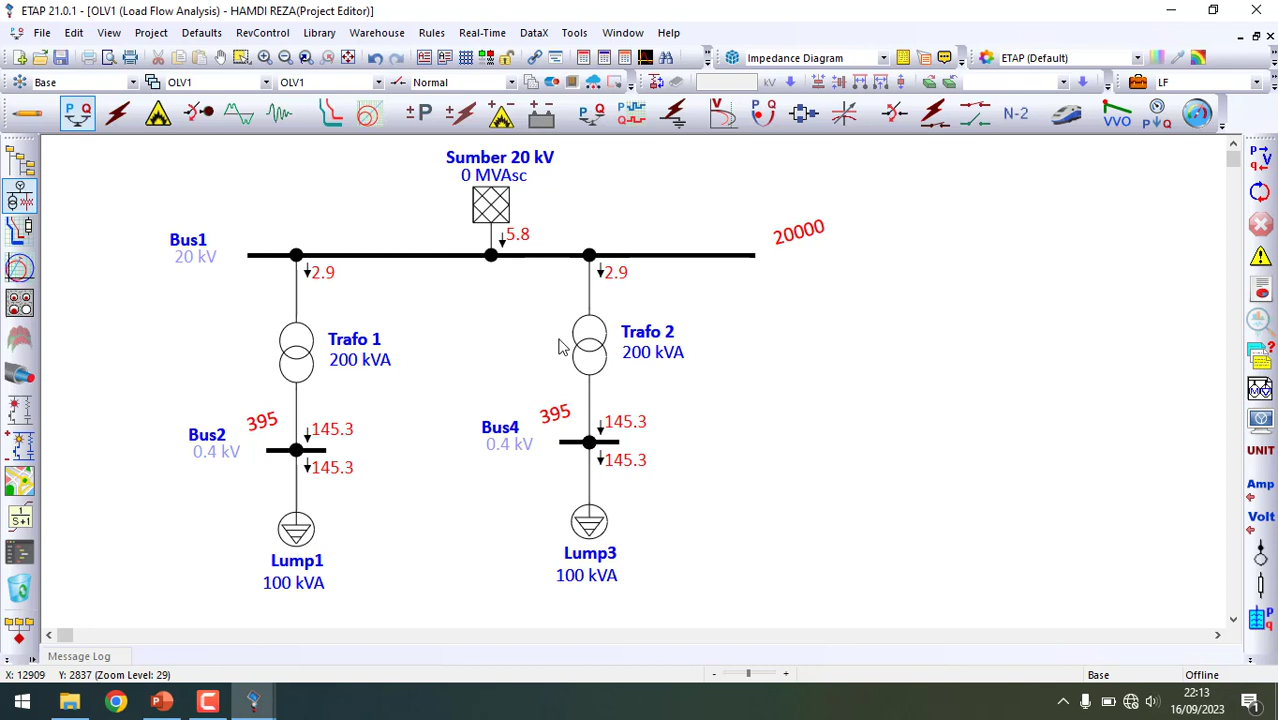 ETAP 21.0.1 - [OLV1 (Load Flow Analysis) - HAMDI REZA(Project Editor)]
File Edit View Project Defaults RevControl Library Warehouse Rules Real-Time DataX Tools Window Help
Impedance Diagram ETAP (Default)
Base OLV1 OLV1 Normal kV LF
P Q ±P N-2 VVO
Sumber 20 kV
0 MVAsc
5.8
20000
Bus1
20 kV
2.9
2.9
Trafo 1
200 kVA
Trafo 2
200 kVA
395
145.3
Bus2
0.4 kV
145.3
395
145.3
Bus4
0.4 kV
145.3
Lump1
100 kVA
Lump3
100 kVA
UNIT
Amp
Volt
Message Log
X: 12909 Y: 2837 (Zoom Level: 29) - + Base Offline
22:13
16/09/2023